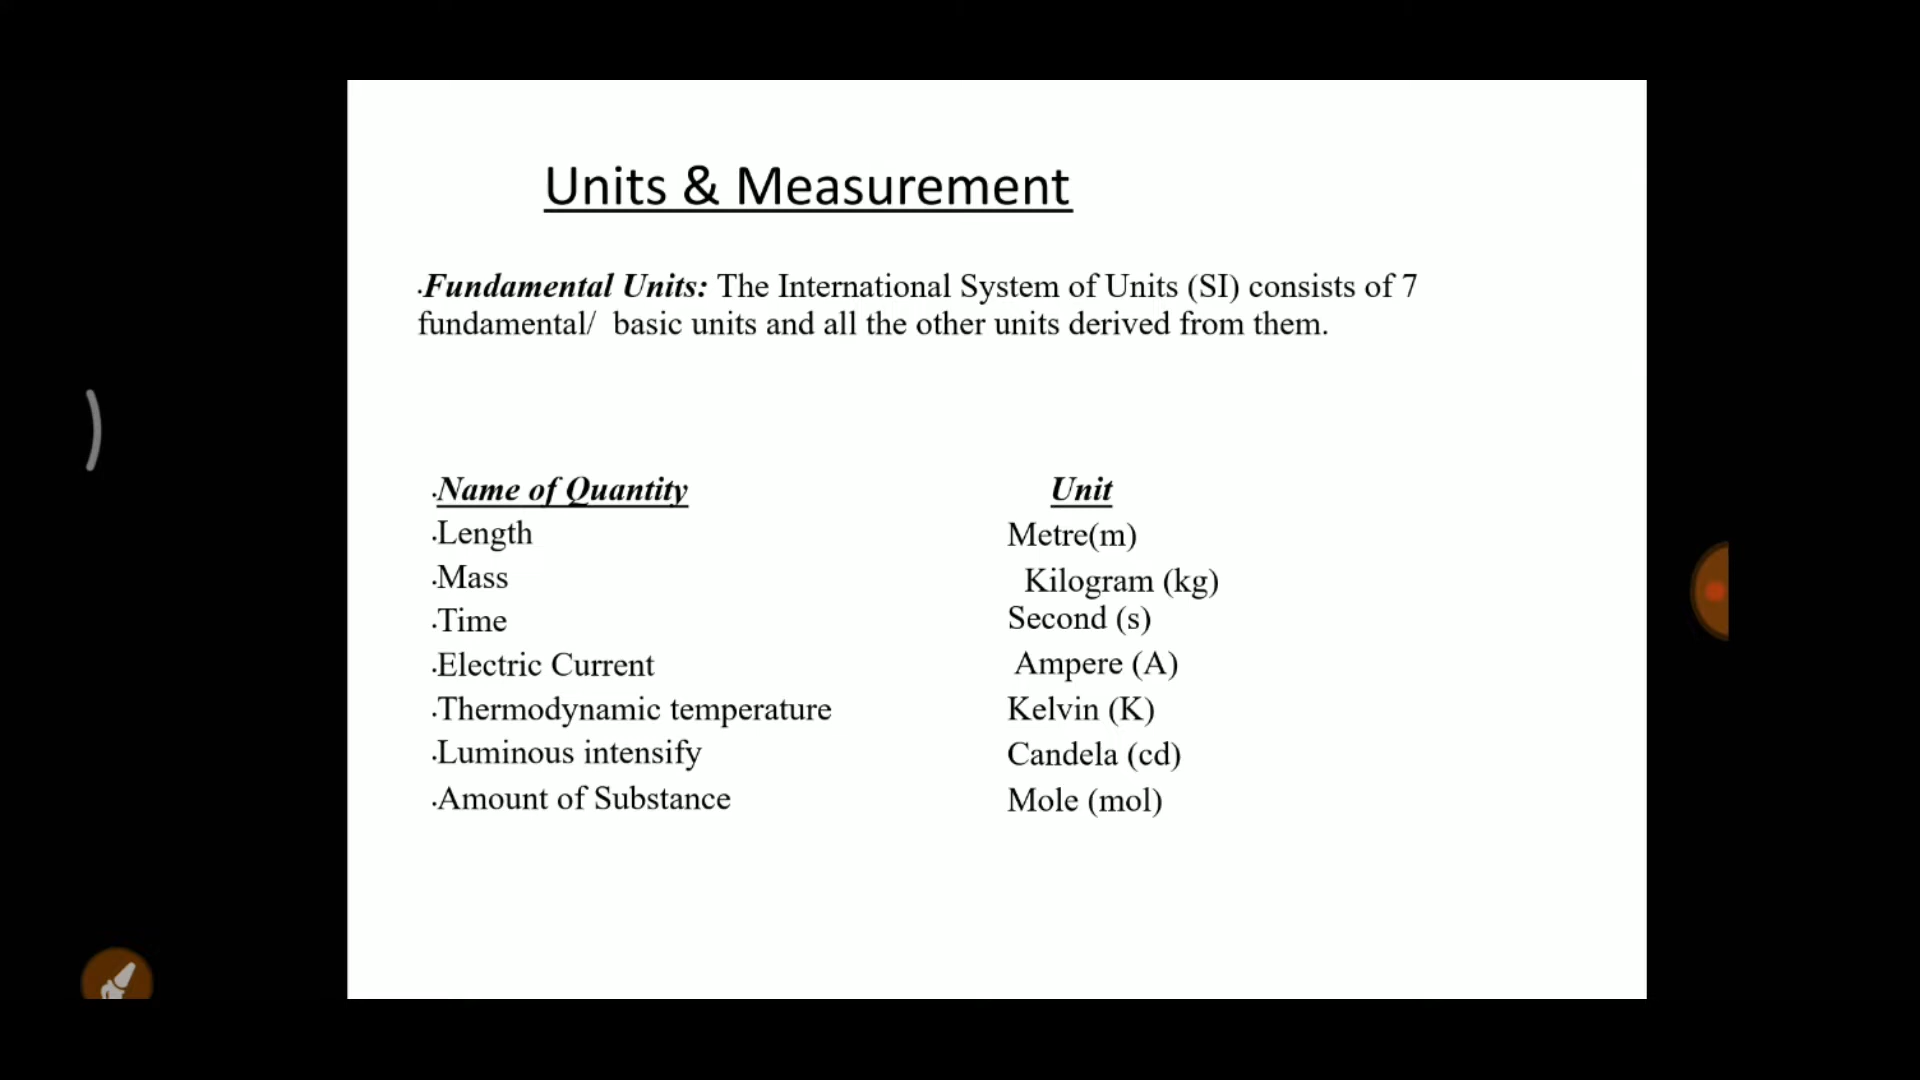 Units & Measurement
.Fundamental Units: The International System of Units (SI) consists of 7
fundamental/ basic units and all the other units derived from them.
.Name of Quantity Unit
.Length Metre(m)
.Mass Kilogram (kg)
.Time Second (s)
.Electric Current Ampere (A)
.Thermodynamic temperature Kelvin (K)
.Luminous intensify Candela (cd)
.Amount of Substance Mole (mol)